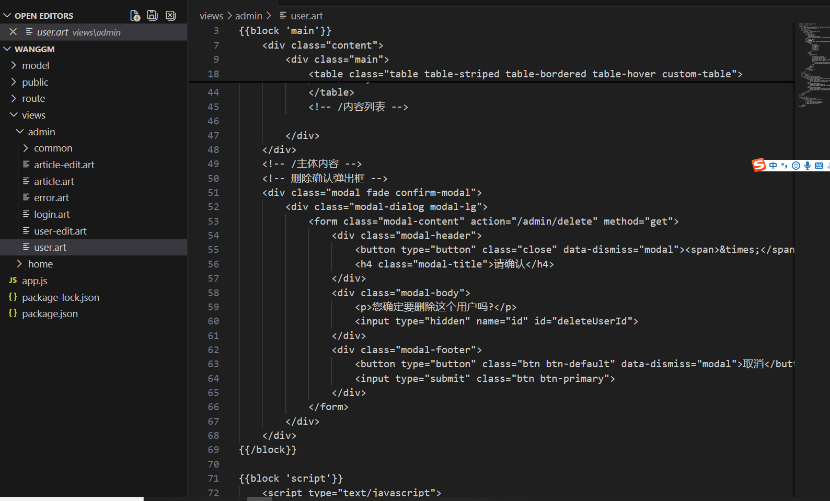 OPEN EDITORS
user.art views\admin
WANGGM
model
public
route
views
admin
common
article-edit.art
article.art
error.art
login.art
user-edit.art
user.art
home
JS app.js
{} package-lock.json
{} package.json
views > admin > user.art
3 {{block 'main'}}
7 <div class="content">
9 <div class="main">
18 <table class="table table-striped table-bordered table-hover custom-table">
44 </table>
45 <!-- /内容列表 -->
46
47 </div>
48 </div>
49 <!-- /主体内容 -->
50 <!-- 删除确认弹出框 -->
51 <div class="modal fade confirm-modal">
52 <div class="modal-dialog modal-lg">
53 <form class="modal-content" action="/admin/delete" method="get">
54 <div class="modal-header">
55 <button type="button" class="close" data-dismiss="modal"><span>&times;</span
56 <h4 class="modal-title">请确认</h4>
57 </div>
58 <div class="modal-body">
59 <p>您确定要删除这个用户吗?</p>
60 <input type="hidden" name="id" id="deleteUserId">
61 </div>
62 <div class="modal-footer">
63 <button type="button" class="btn btn-default" data-dismiss="modal">取消</butt
64 <input type="submit" class="btn btn-primary">
65 </div>
66 </form>
67 </div>
68 </div>
69 {{/block}}
70
71 {{block 'script'}}
72 <script type="text/javascript">
中